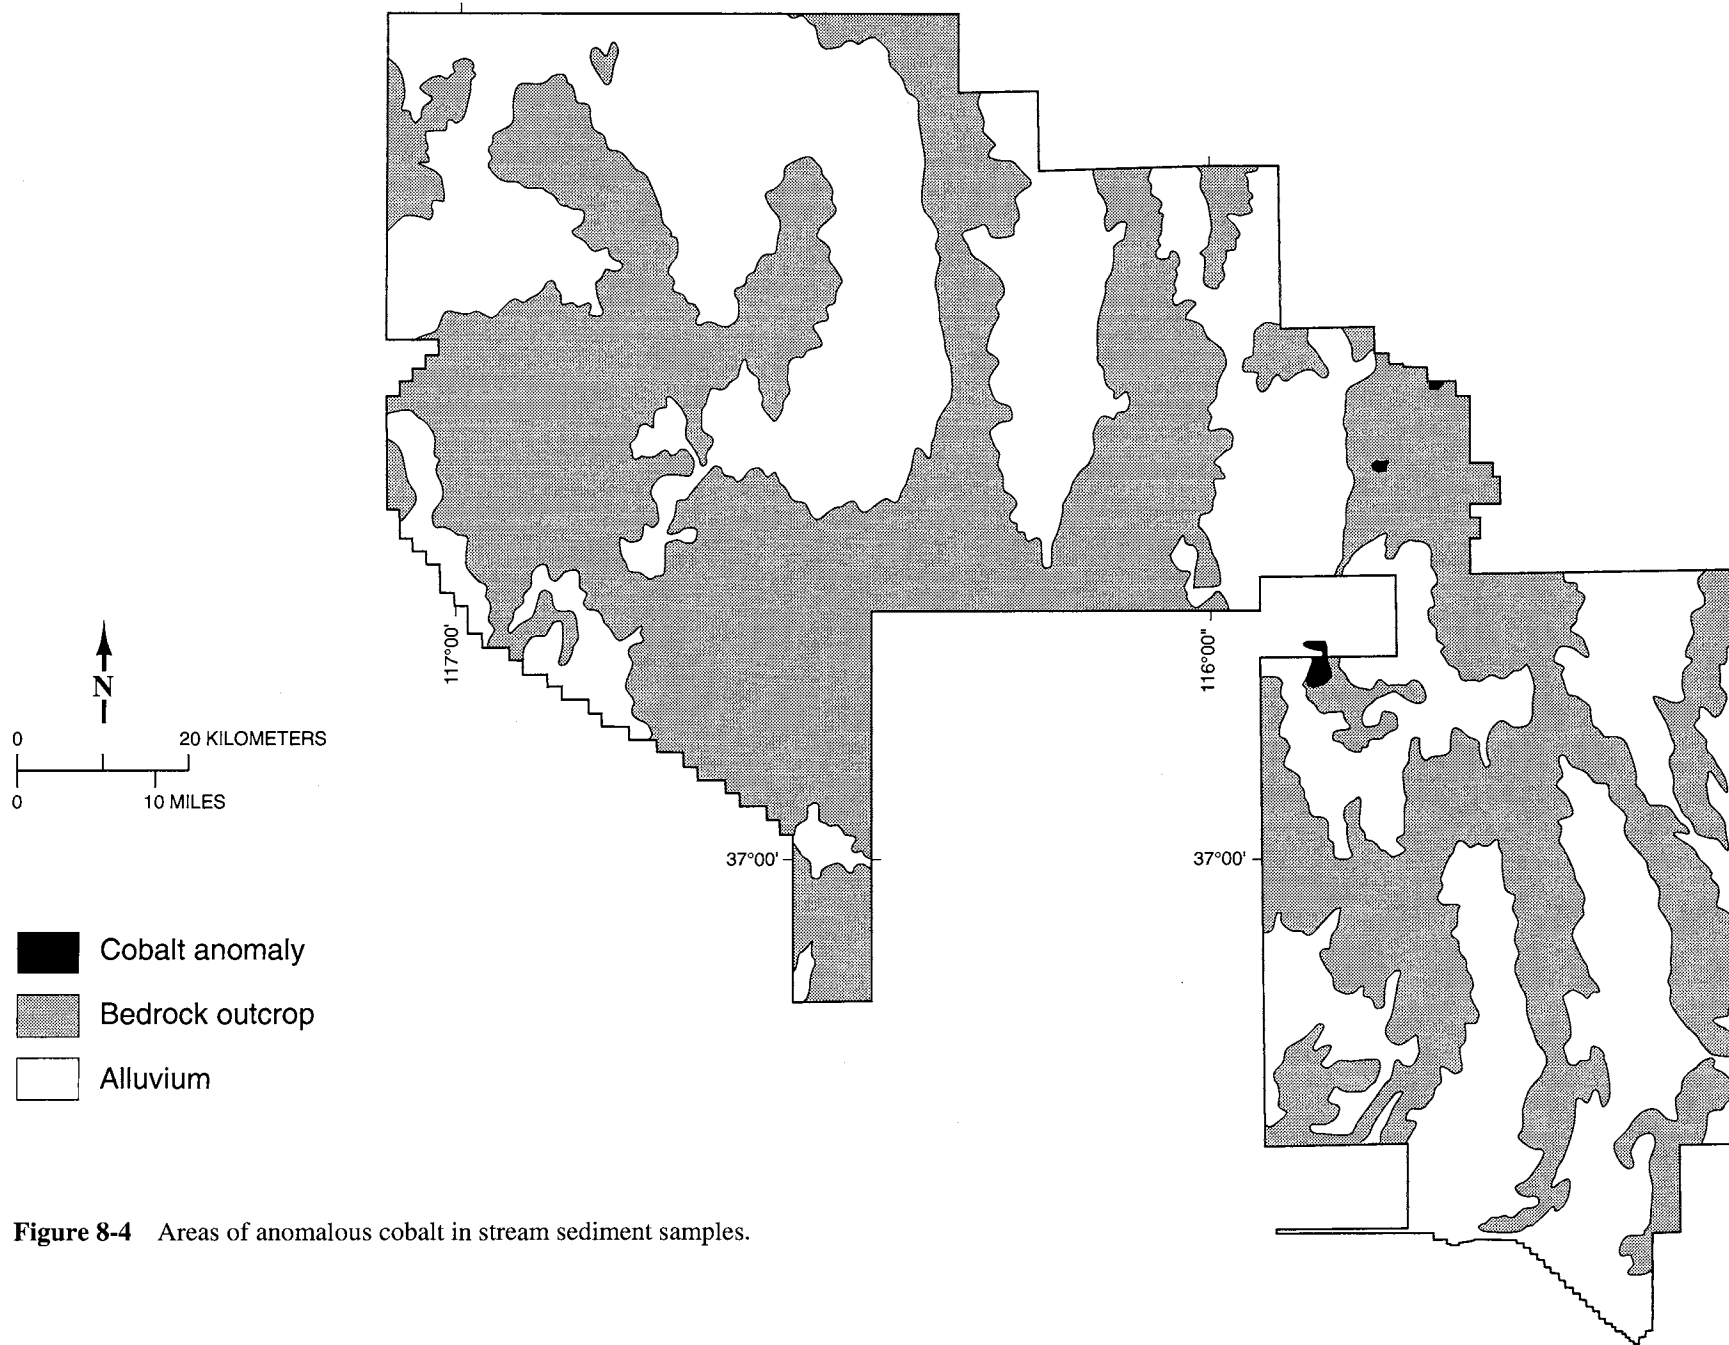 117°00'
116°00"
N
0 20 KILOMETERS
0 10 MILES
37°00'
37°00'
Cobalt anomaly
Bedrock outcrop
Alluvium
Figure 8-4 Areas of anomalous cobalt in stream sediment samples.